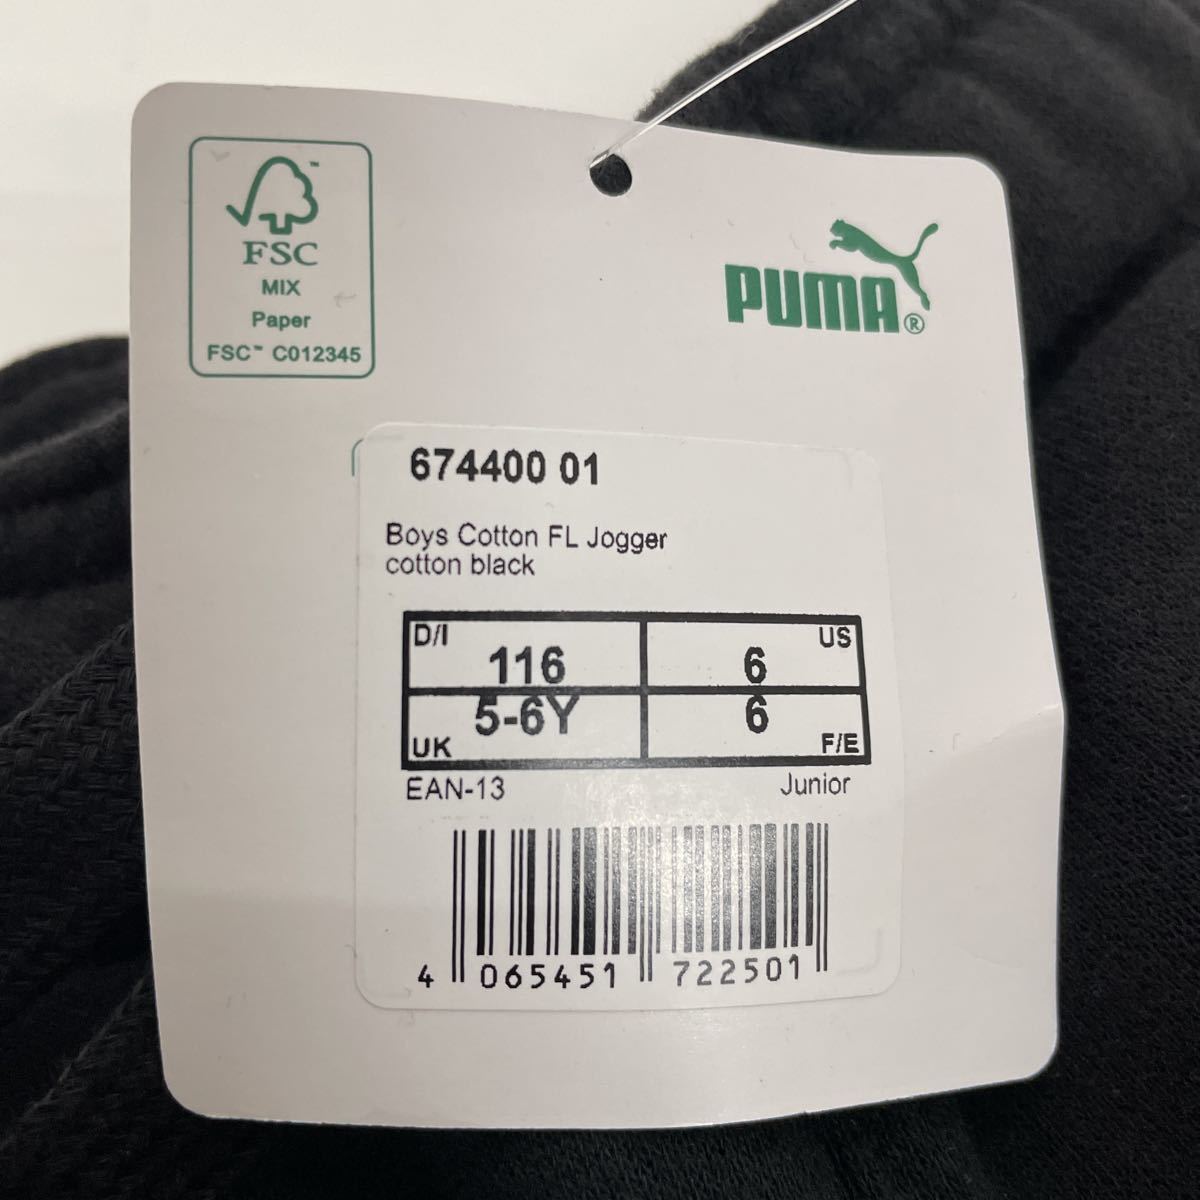 FSC™
MIX
Paper
FSC™ C012345
PUMA®
674400 01
Boys Cotton FL Jogger
cotton black
D/I 116 6 US
UK 5-6Y 6 F/E
EAN-13 Junior
4 065451 722501